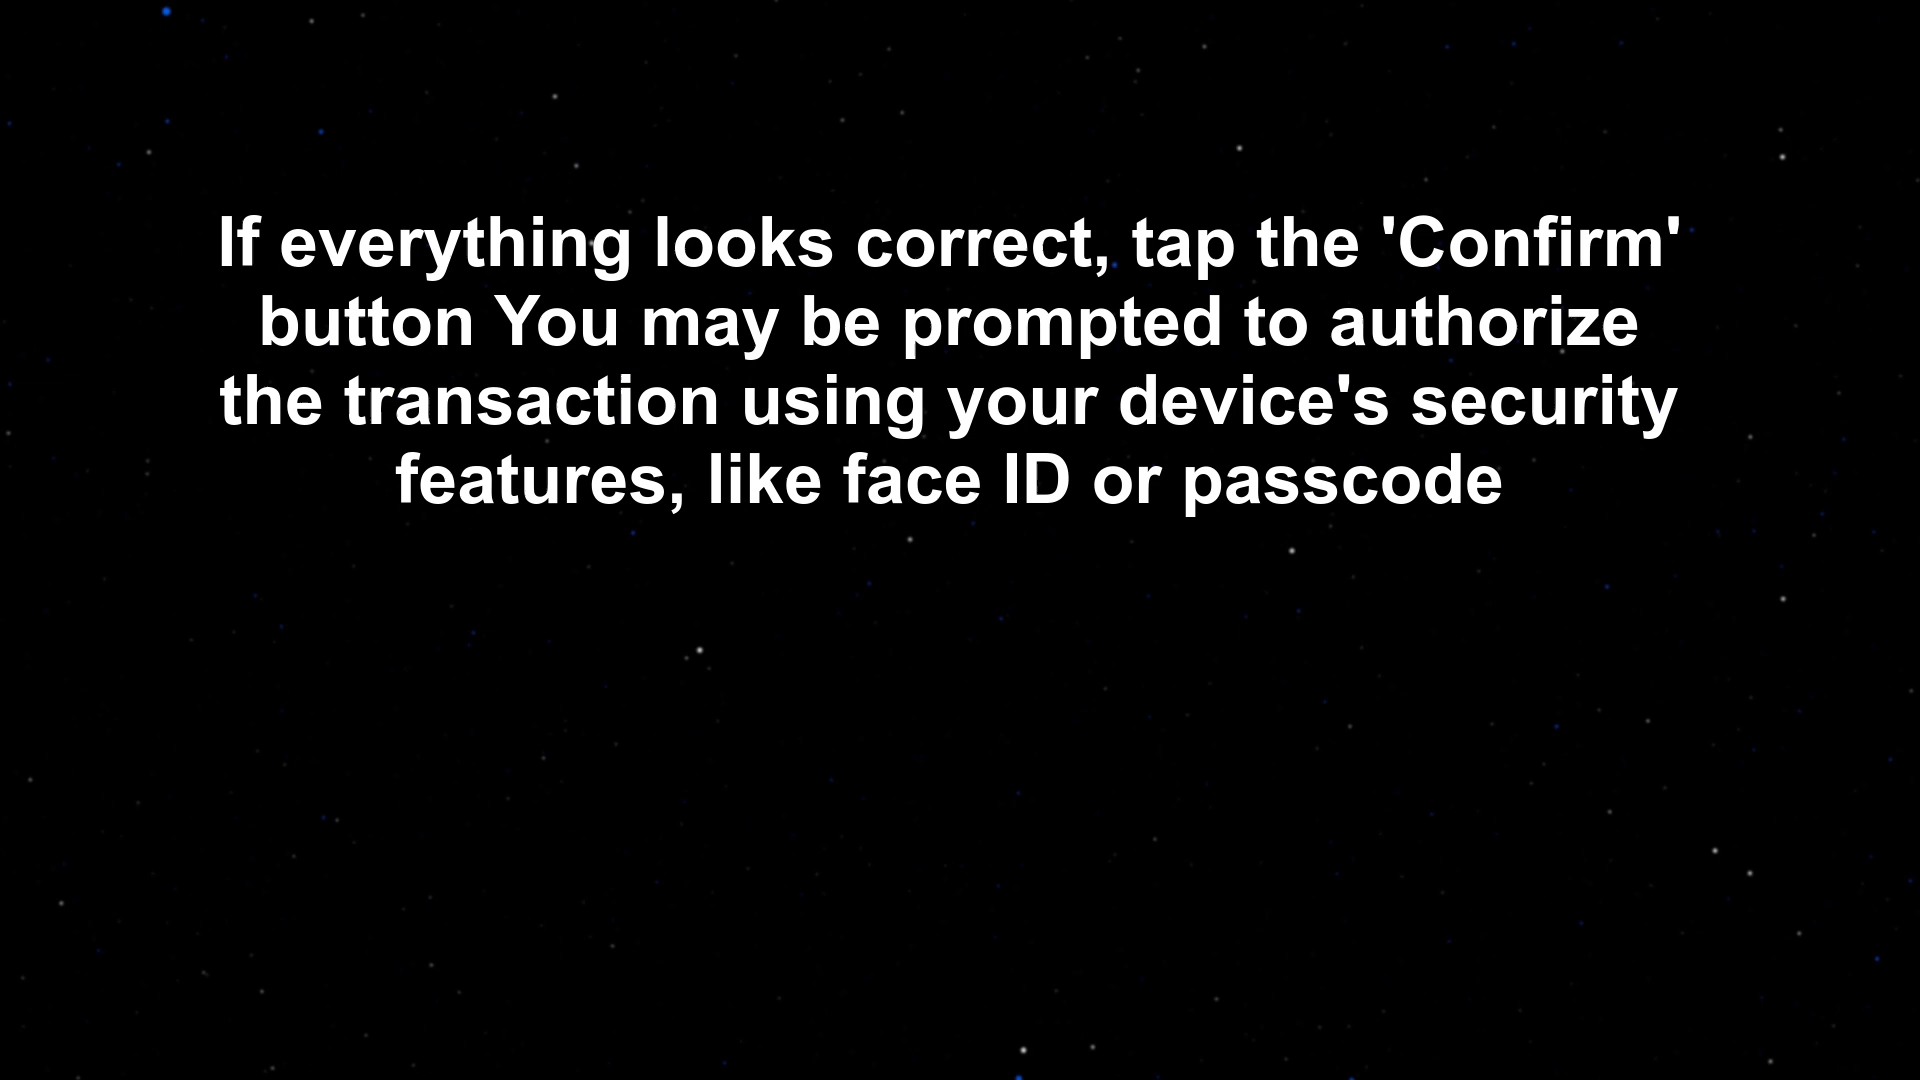 If everything looks correct, tap the 'Confirm'
button You may be prompted to authorize
the transaction using your device's security
features, like face ID or passcode